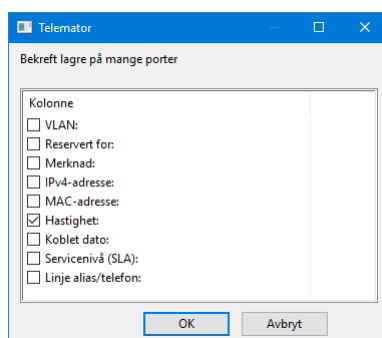 Telemator
Bekreft lagre på mange porter
Kolonne
VLAN:
Reservert for:
Merknad:
IPv4-adresse:
MAC-adresse:
Hastighet:
Koblet dato:
Servicenivå (SLA):
Linje alias/telefon:
OK Avbryt